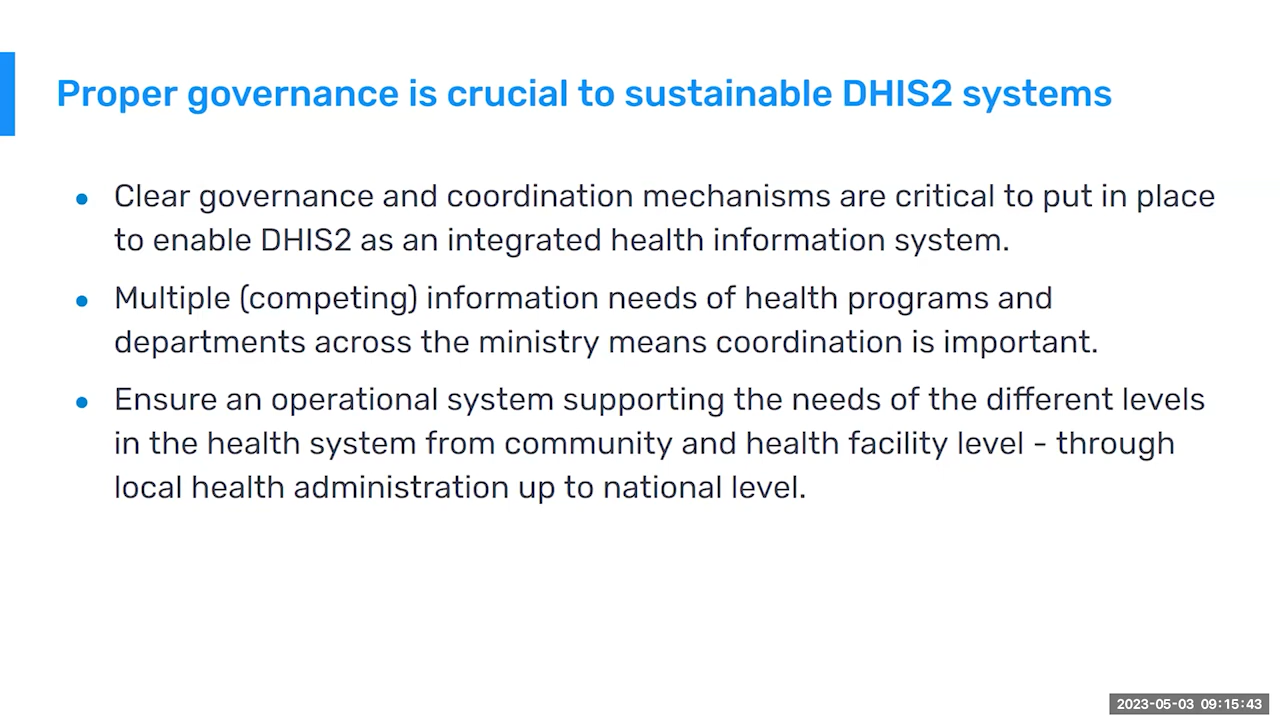 Proper governance is crucial to sustainable DHIS2 systems
• Clear governance and coordination mechanisms are critical to put in place
to enable DHIS2 as an integrated health information system.
• Multiple (competing) information needs of health programs and
departments across the ministry means coordination is important.
• Ensure an operational system supporting the needs of the different levels
in the health system from community and health facility level - through
local health administration up to national level.
2023-05-03 09:15:43